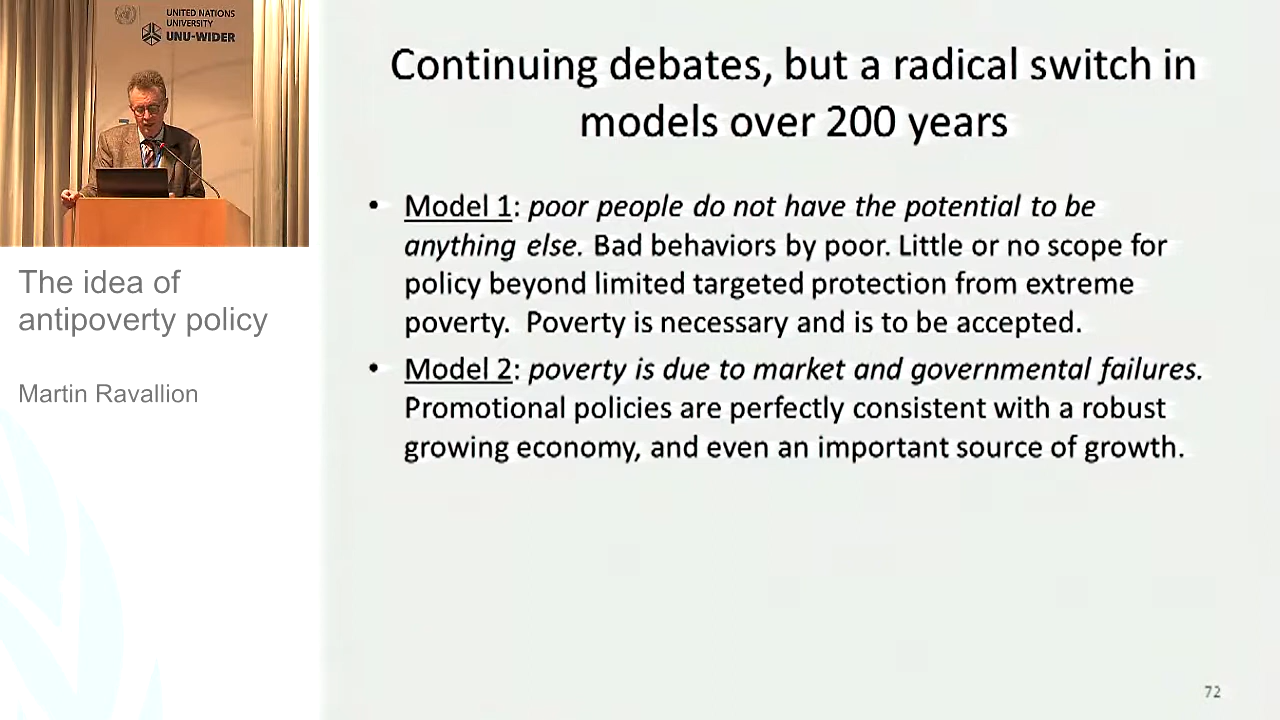 UNITED NATIONS
UNIVERSITY
UNU-WIDER
The idea of
antipoverty policy
Martin Ravallion
Continuing debates, but a radical switch in
models over 200 years
• Model 1: poor people do not have the potential to be
anything else. Bad behaviors by poor. Little or no scope for
policy beyond limited targeted protection from extreme
poverty. Poverty is necessary and is to be accepted.
• Model 2: poverty is due to market and governmental failures.
Promotional policies are perfectly consistent with a robust
growing economy, and even an important source of growth.
72